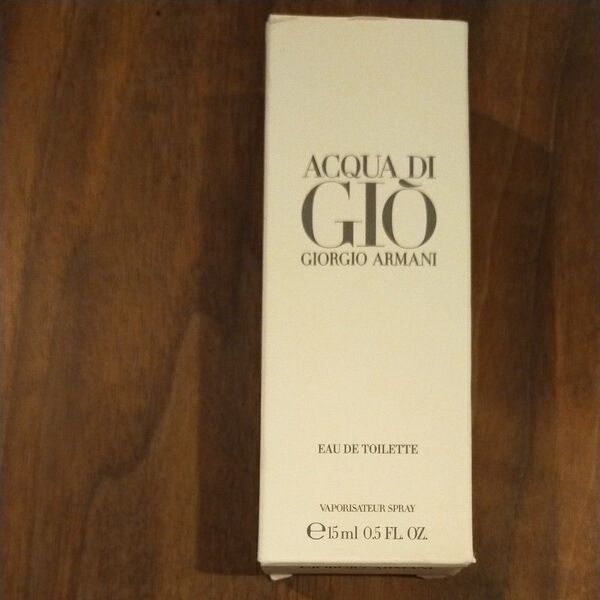 ACQUA DI
GIÒ
GIORGIO ARMANI
EAU DE TOILETTE
VAPORISATEUR SPRAY
℮15 ml 0.5 FL. OZ.